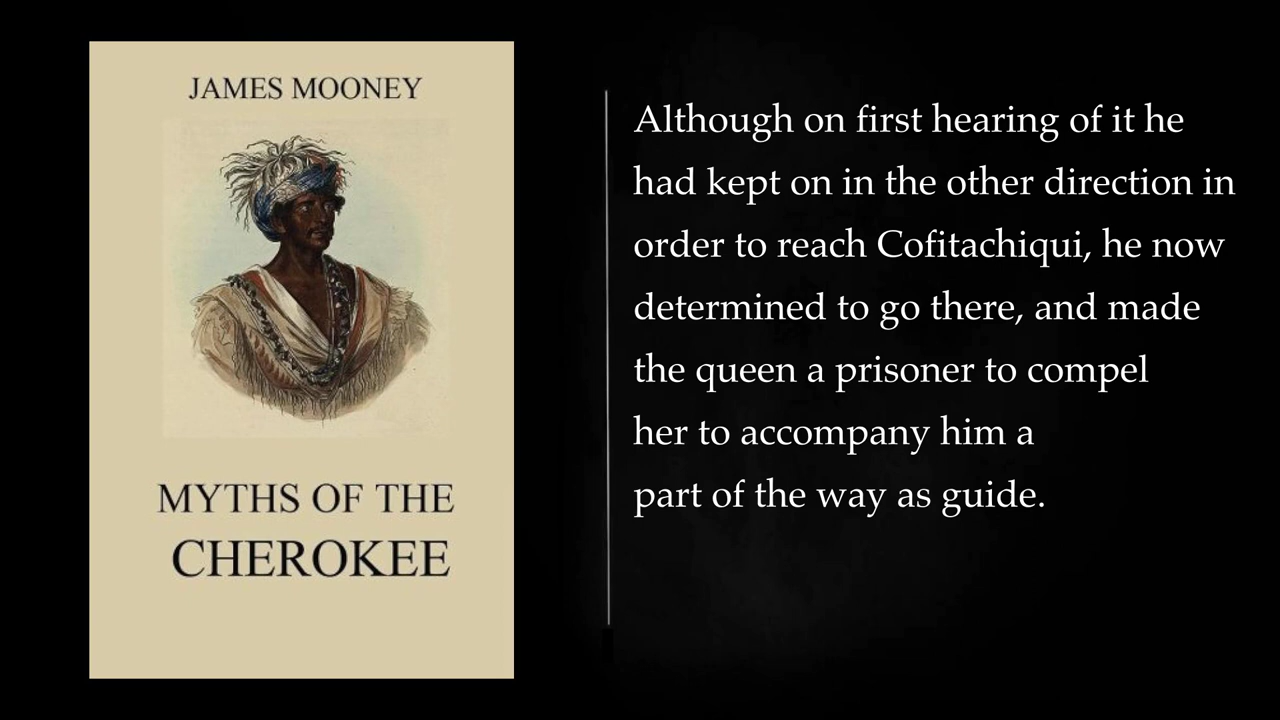 JAMES MOONEY
MYTHS OF THE
CHEROKEE
Although on first hearing of it he
had kept on in the other direction in
order to reach Cofitachiqui, he now
determined to go there, and made
the queen a prisoner to compel
her to accompany him a
part of the way as guide.